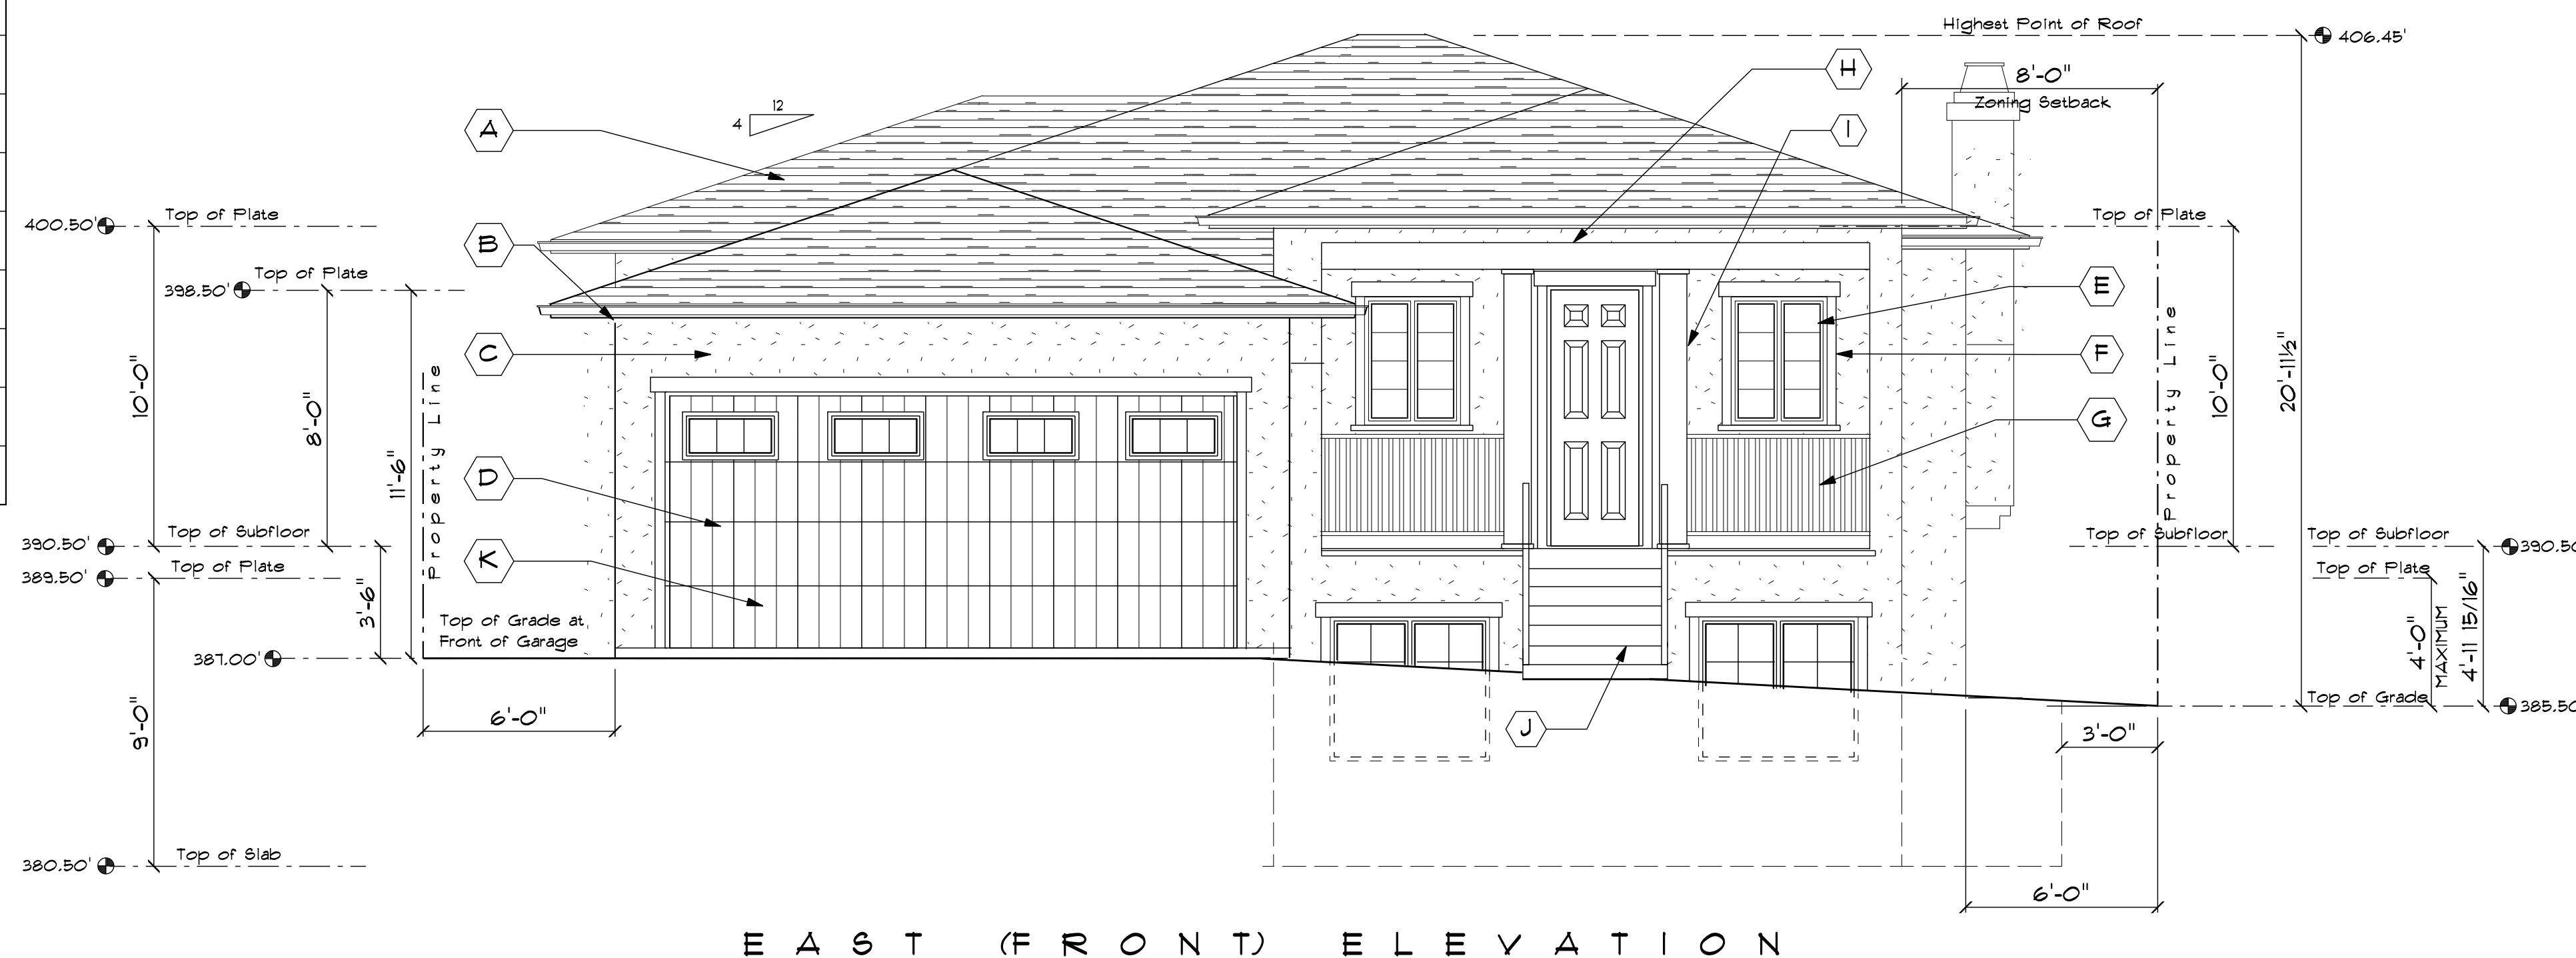 Highest Point of Roof
406.45'
8'-0"
Zoning Setback
12
4
A
H
I
B
400.50'
Top of Plate
Top of Plate
398.50'
Top of Plate
E
C
F
G
10'-0"
8'-0"
11'-6"
Property Line
Property Line
10'-0"
20'-11½"
D
K
390.50'
Top of Subfloor
Top of Subfloor
Top of Subfloor
390.50
389.50'
Top of Plate
Top of Plate
3'-6"
Top of Grade at
Front of Garage
4'-0"
MAXIMUM
4'-11 15/16"
387.00'
Top of Grade
385.50
6'-0"
J
3'-0"
9'-0"
380.50'
Top of Slab
6'-0"
EAST (FRONT) ELEVATION